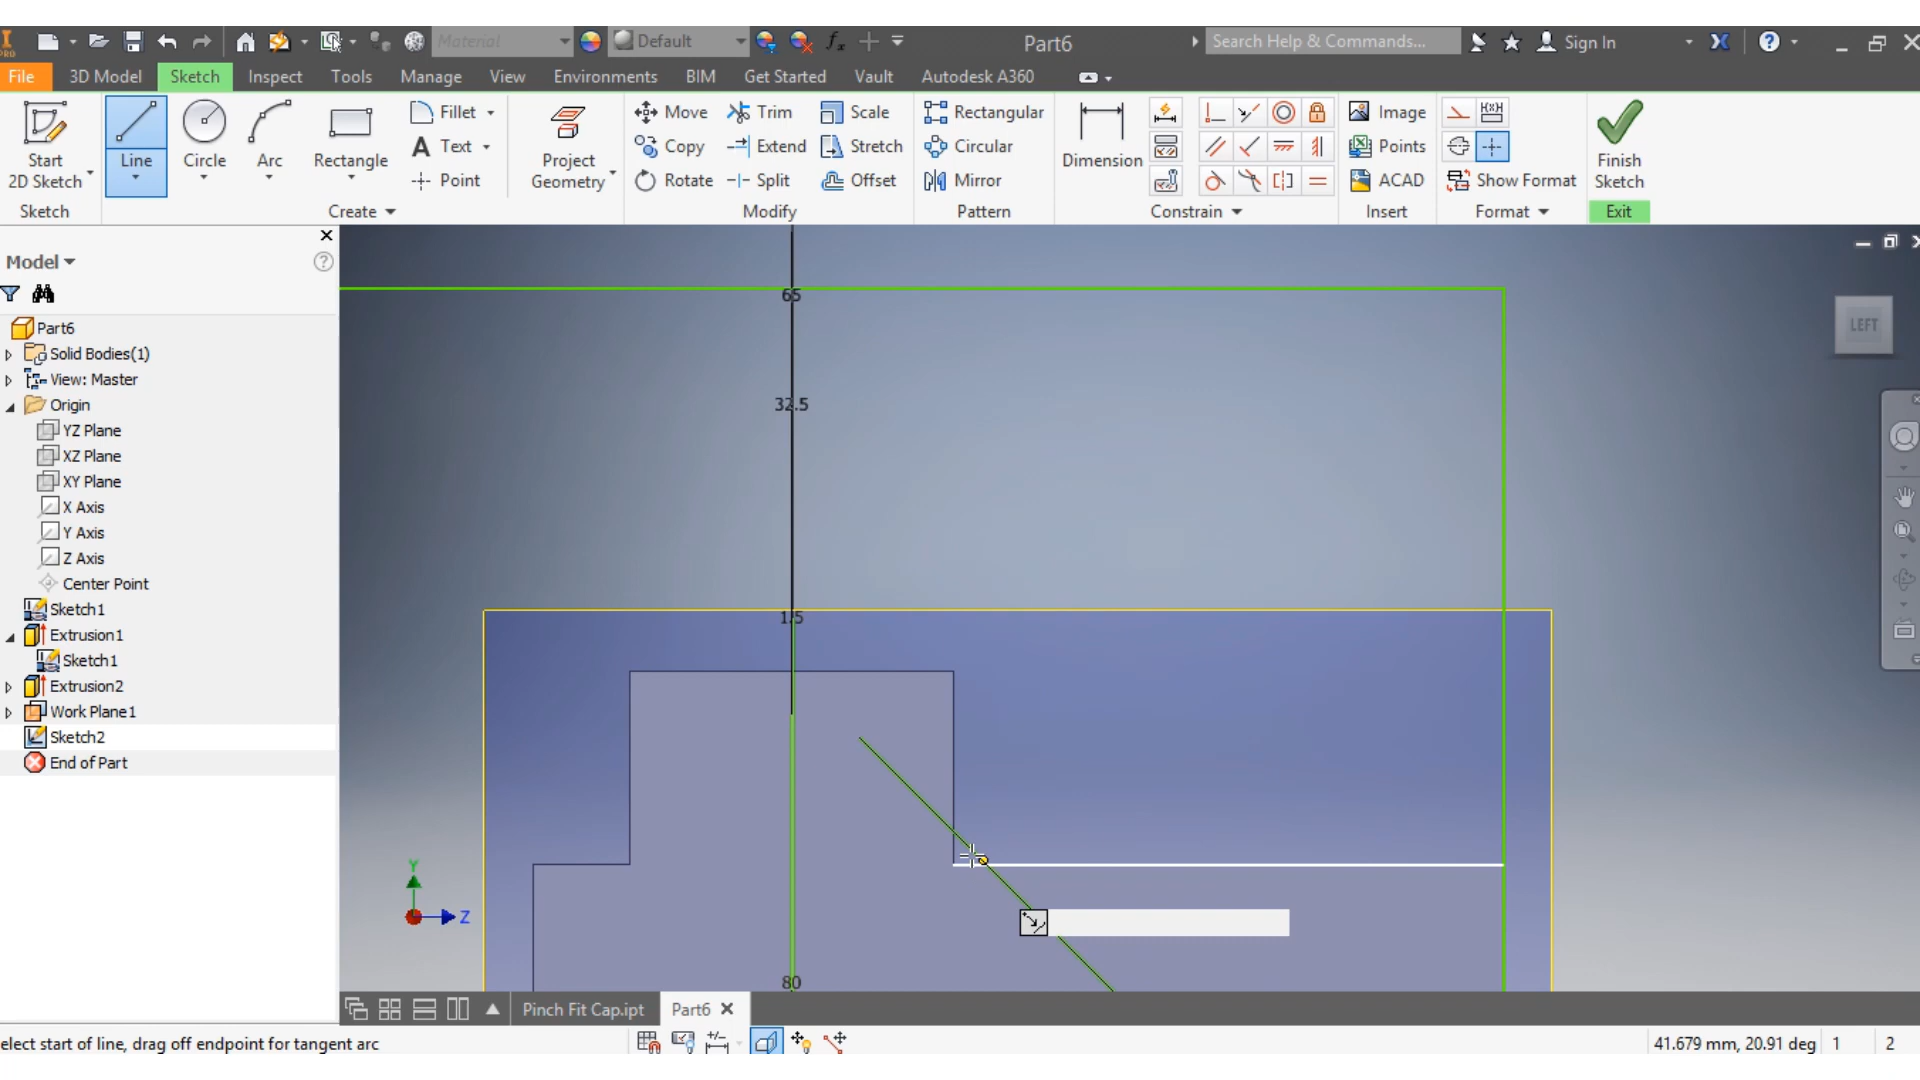 PRO
Material
Default
Part6
Search Help & Commands...
Sign In
File
3D Model
Sketch
Inspect
Tools
Manage
View
Environments
BIM
Get Started
Vault
Autodesk A360
Start
2D Sketch
Line
Circle
Arc
Rectangle
Fillet
Text
Point
Project
Geometry
Move
Copy
Rotate
Trim
Extend
Split
Scale
Stretch
Offset
Rectangular
Circular
Mirror
Dimension
Image
Points
ACAD
Show Format
Finish
Sketch
Sketch
Create
Modify
Pattern
Constrain
Insert
Format
Exit
Model
Part6
Solid Bodies(1)
View: Master
Origin
YZ Plane
XZ Plane
XY Plane
X Axis
Y Axis
Z Axis
Center Point
Sketch1
Extrusion1
Sketch1
Extrusion2
Work Plane1
Sketch2
End of Part
65
LEFT
32.5
1.5
Y
Z
80
Pinch Fit Cap.ipt
Part6
elect start of line, drag off endpoint for tangent arc
41.679 mm, 20.91 deg
1
2